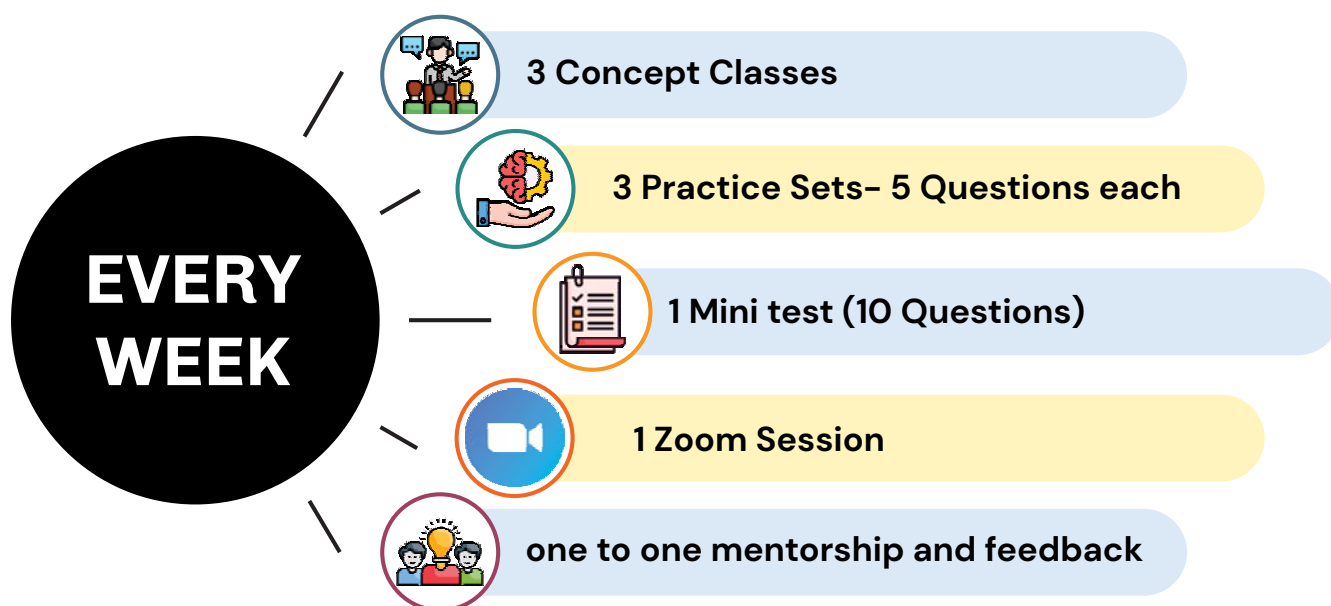 EVERY
WEEK
3 Concept Classes
3 Practice Sets- 5 Questions each
1 Mini test (10 Questions)
1 Zoom Session
one to one mentorship and feedback